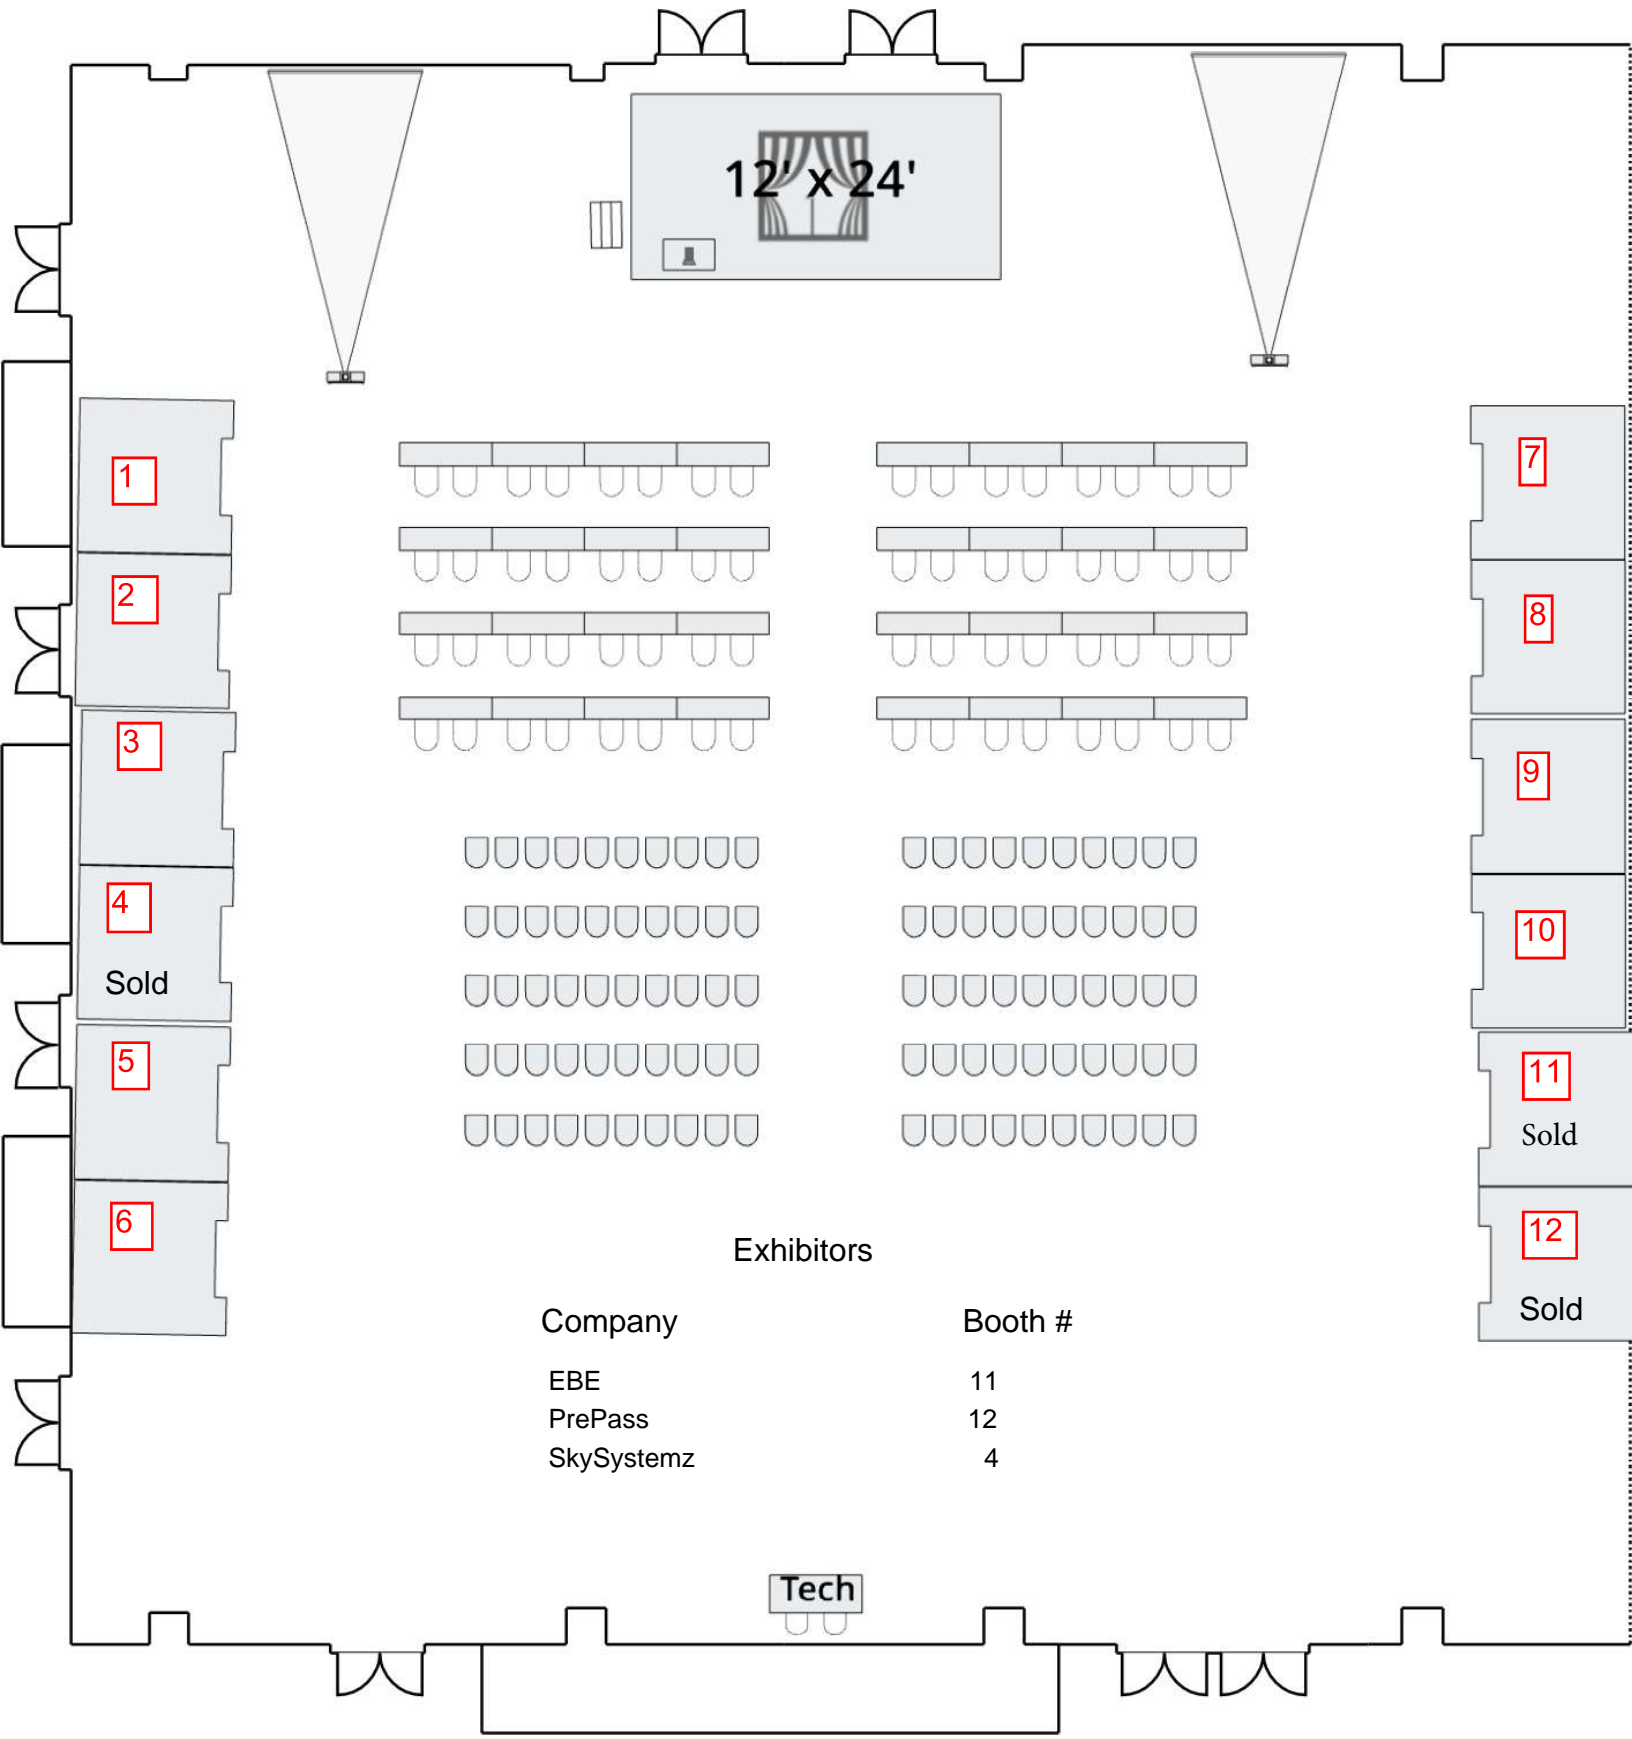 12' x 24'
1
7
2
8
3
9
4
10
Sold
5
11
Sold
6
12
Sold
Exhibitors
Company Booth #
EBE 11
PrePass 12
SkySystemz 4
Tech